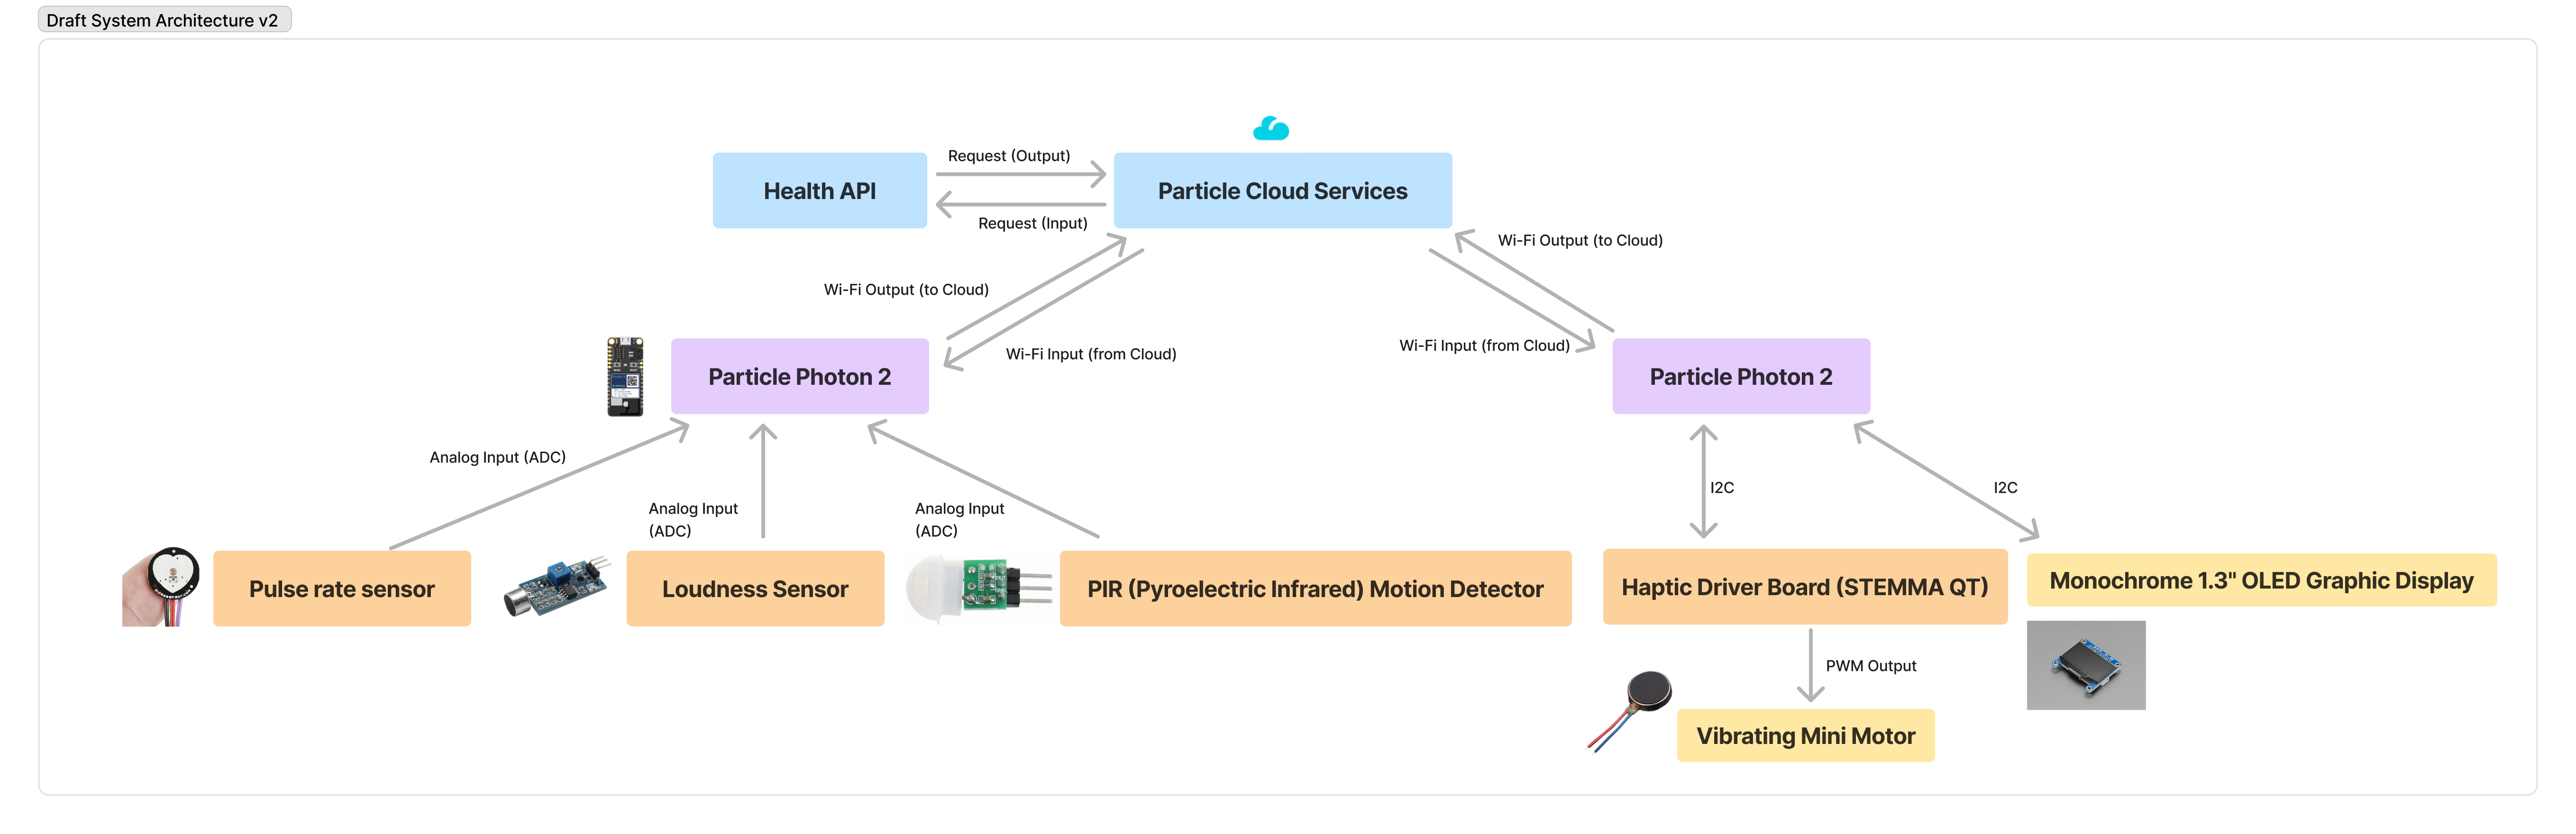 Draft System Architecture v2
Request (Output)
Health API
Particle Cloud Services
Request (Input)
Wi-Fi Output (to Cloud)
Wi-Fi Output (to Cloud)
Wi-Fi Input (from Cloud)
Wi-Fi Input (from Cloud)
Particle Photon 2
Particle Photon 2
Analog Input (ADC)
Analog Input
(ADC)
Analog Input
(ADC)
I2C
I2C
Pulse rate sensor
Loudness Sensor
PIR (Pyroelectric Infrared) Motion Detector
Haptic Driver Board (STEMMA QT)
Monochrome 1.3" OLED Graphic Display
PWM Output
Vibrating Mini Motor